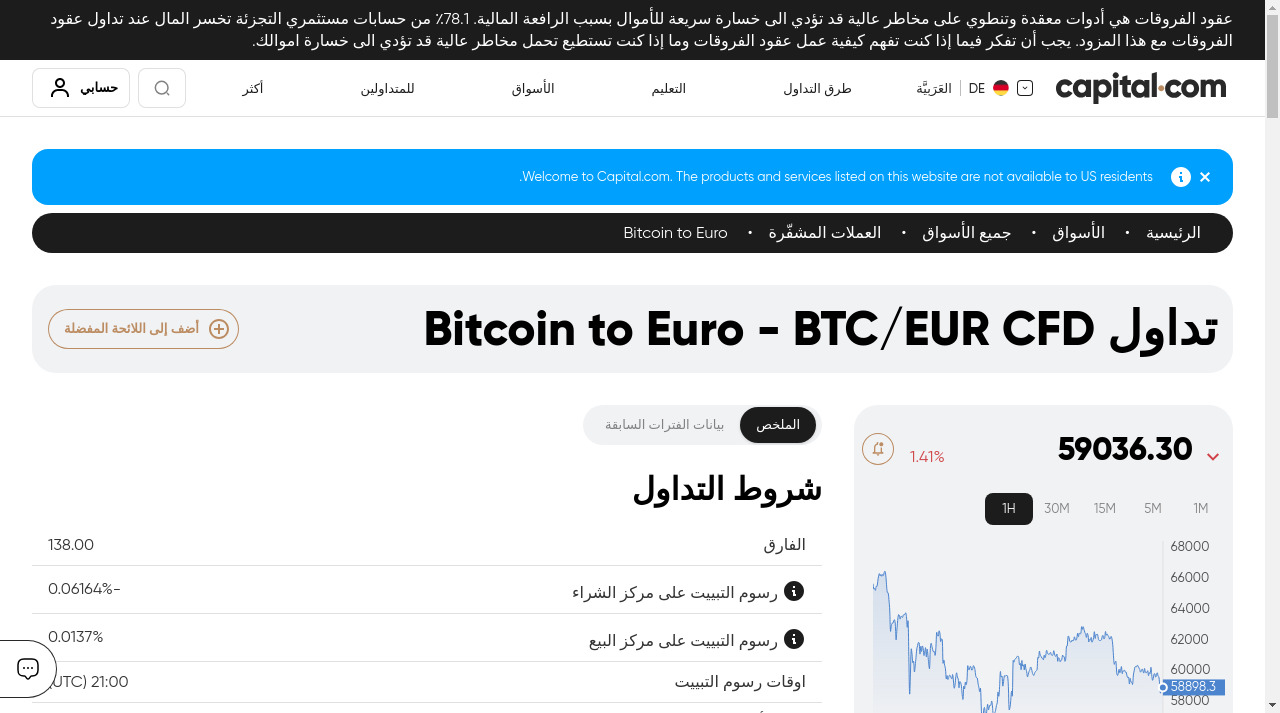 عقود الفروقات هي أدوات معقدة وتنطوي على مخاطر عالية قد تؤدي الى خسارة سريعة للأموال بسبب الرافعة المالية. 78.1٪ من حسابات مستثمري التجزئة تخسر المال عند تداول عقود
الفروقات مع هذا المزود. يجب أن تفكر فيما إذا كنت تفهم كيفية عمل عقود الفروقات وما إذا كنت تستطيع تحمل مخاطر عالية قد تؤدي الى خسارة اموالك.
capital.com
DE
العَرَبيَّة
طرق التداول
التعليم
الأسواق
للمتداولين
أكثر
حسابي
Welcome to Capital.com. The products and services listed on this website are not available to US residents.
الرئيسية • الأسواق • جميع الأسواق • العملات المشفّرة • Bitcoin to Euro
تداول Bitcoin to Euro - BTC/EUR CFD
أضف إلى اللائحة المفضلة
59036.30
1.41%
1M
5M
15M
30M
1H
68000
66000
64000
62000
60000
58898.3
58000
الملخص
بيانات الفترات السابقة
شروط التداول
الفارق
138.00
رسوم التبييت على مركز الشراء
-0.06164%
رسوم التبييت على مركز البيع
0.0137%
اوقات رسوم التبييت
21:00 (UTC)